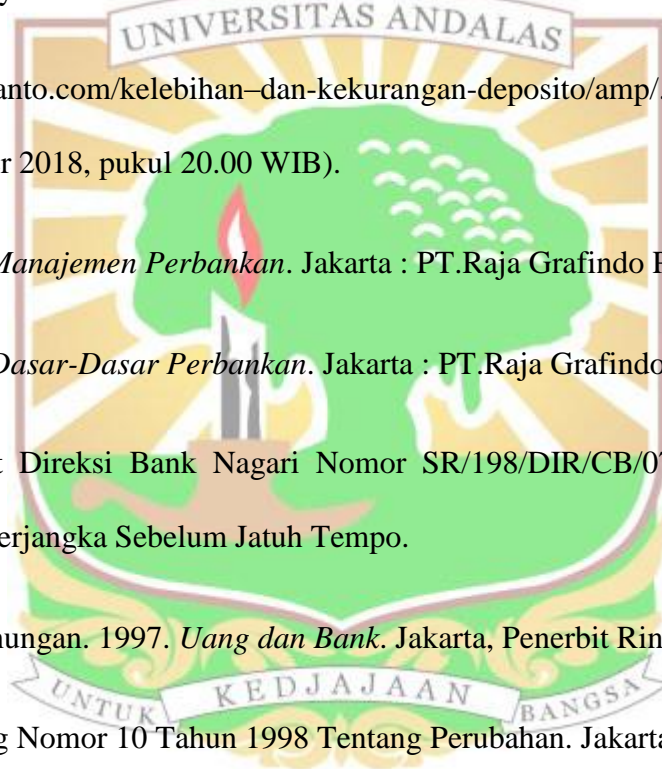 UNIVERSITAS ANDALAS
anto.com/kelebihan–dan-kekurangan-deposito/amp/.
r 2018, pukul 20.00 WIB).
Manajemen Perbankan. Jakarta : PT.Raja Grafindo
Dasar-Dasar Perbankan. Jakarta : PT.Raja Grafindo
t Direksi Bank Nagari Nomor SR/198/DIR/CB/07
erjangka Sebelum Jatuh Tempo.
nungan. 1997. Uang dan Bank. Jakarta, Penerbit Rin
UNTUK KEDJAJAAN BANGSA
g Nomor 10 Tahun 1998 Tentang Perubahan. Jakarta